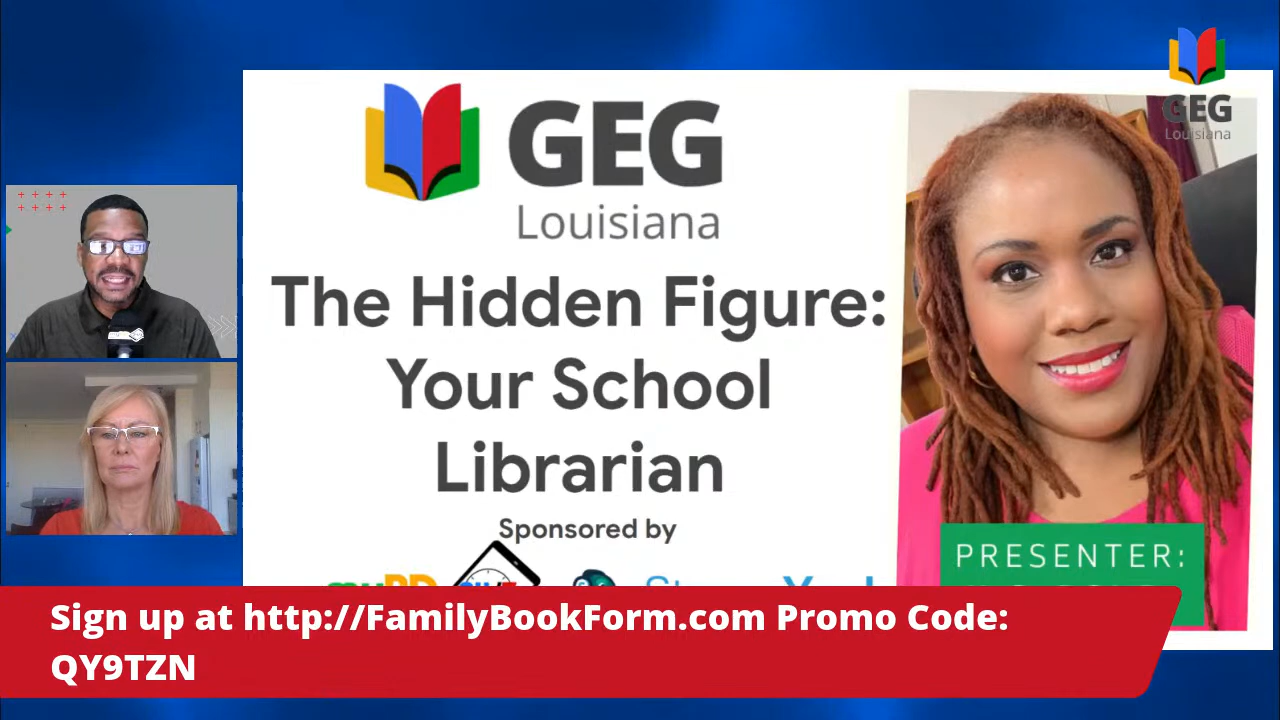 GEG
Louisiana
The Hidden Figure:
Your School
Librarian
Sponsored by
PRESENTER:
GEG
Louisiana
Sign up at http://FamilyBookForm.com Promo Code:
QY9TZN